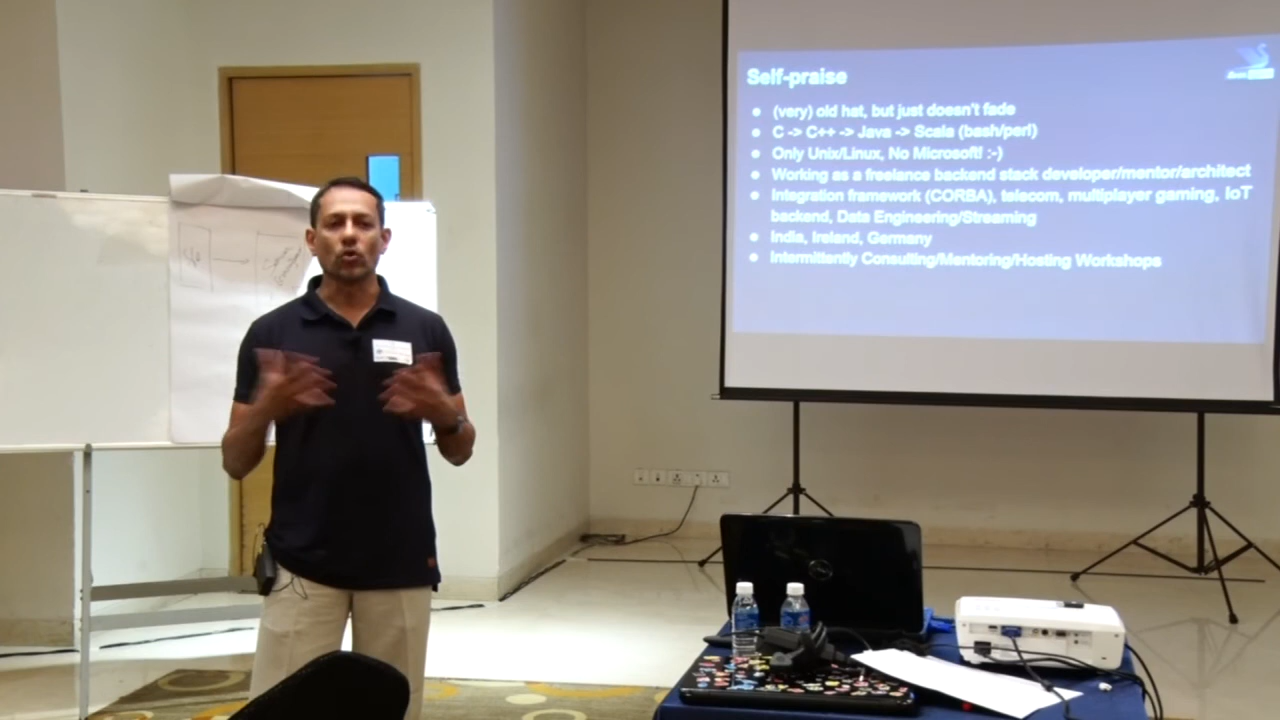 Self-praise
(very) old hat, but just doesn't fade
C -> C++ -> Java -> Scala (bash/perl)
Only Unix/Linux, No Microsoft! :-)
Working as a freelance backend stack developer/mentor/architect
Integration framework (CORBA), telecom, multiplayer gaming, IoT
backend, Data Engineering/Streaming
India, Ireland, Germany
Intermittently Consulting/Mentoring/Hosting Workshops